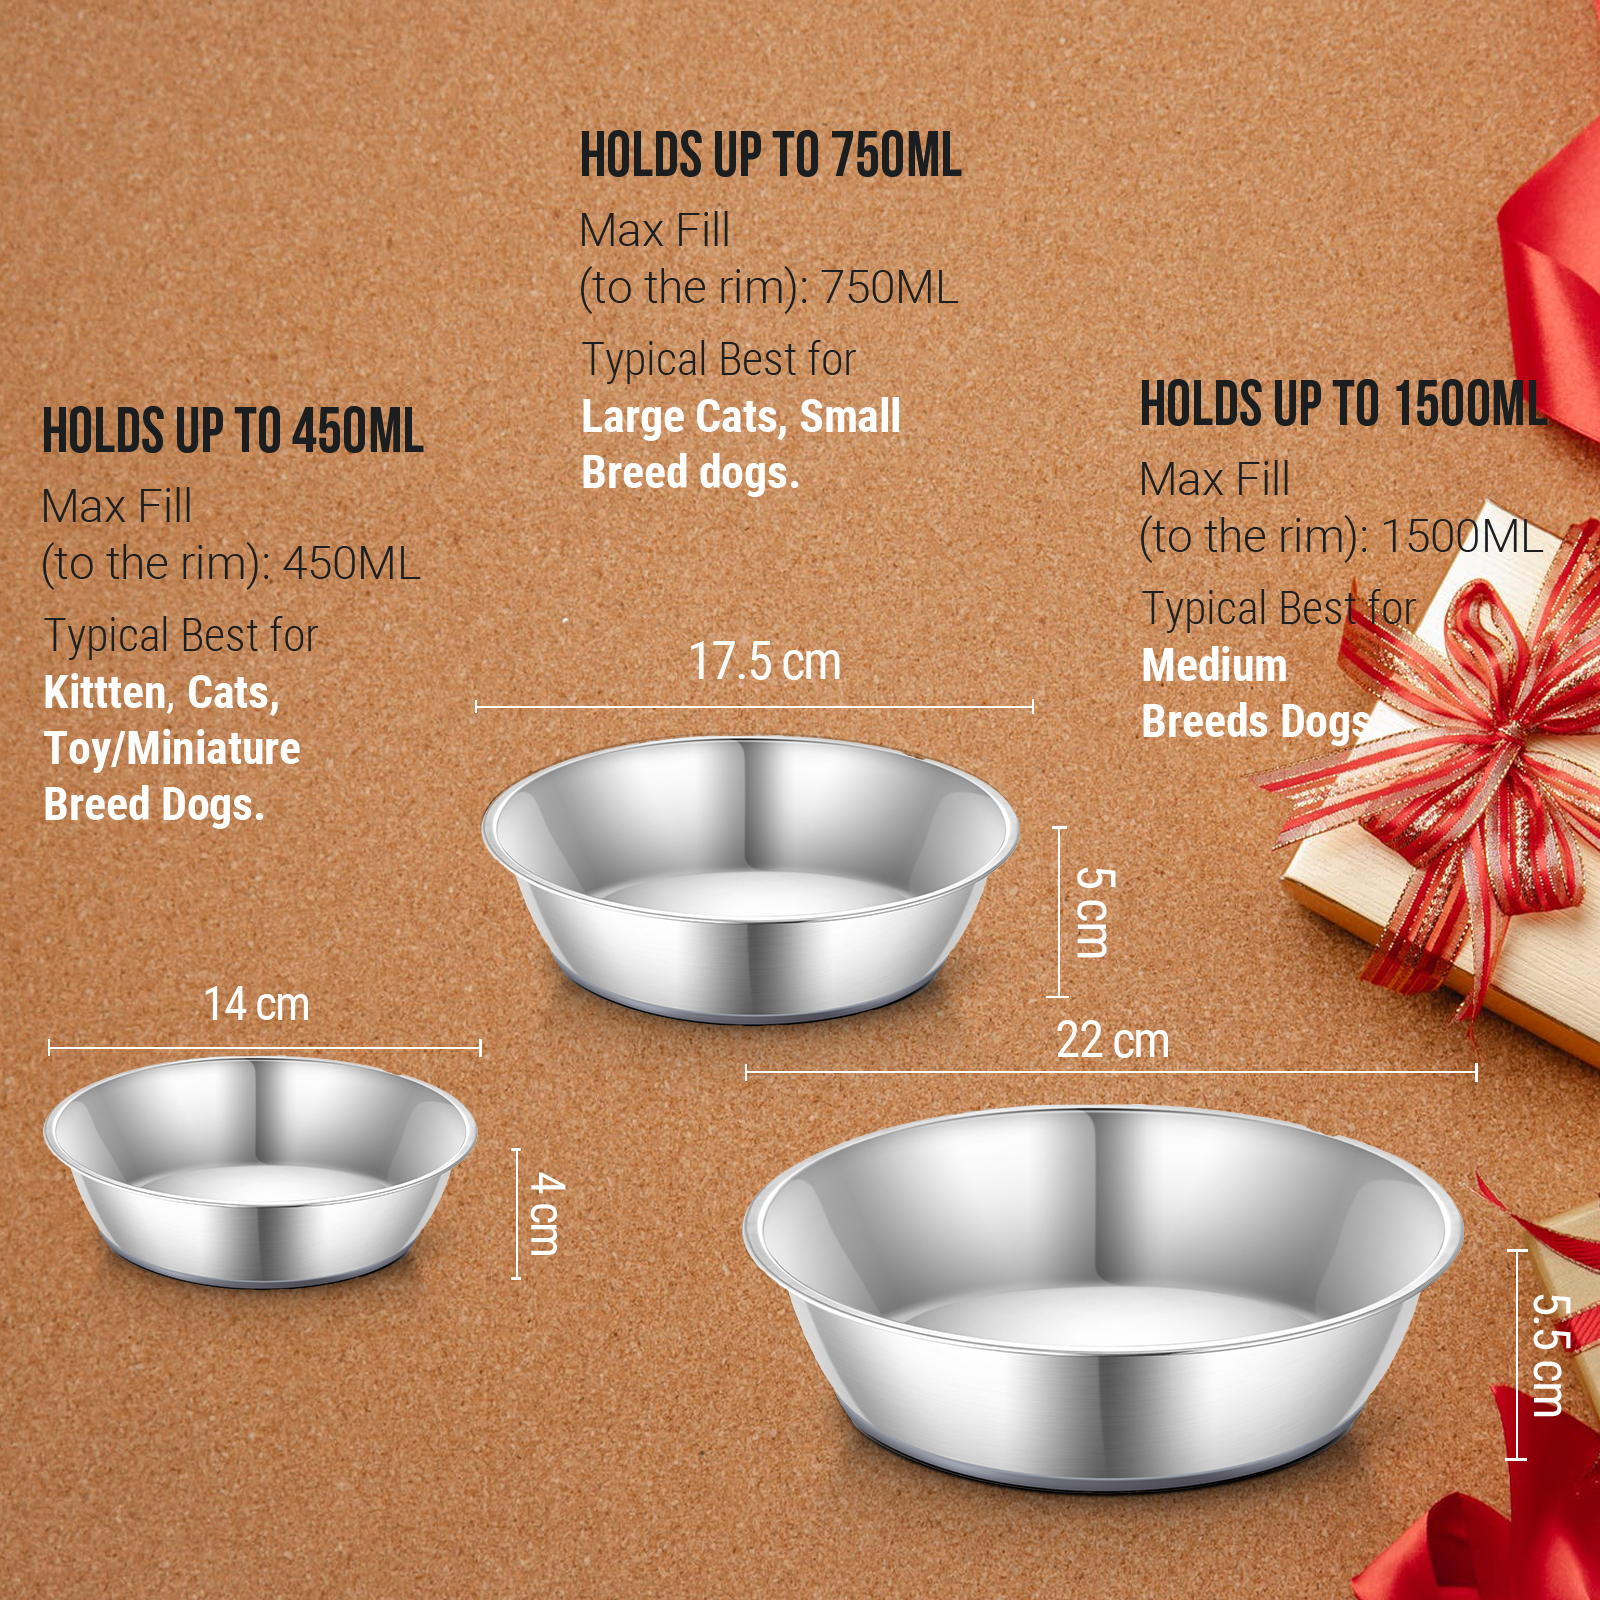 HOLDS UP TO 750ML
Max Fill
(to the rim): 750ML
Typical Best for
Large Cats, Small
Breed dogs.
HOLDS UP TO 450ML
Max Fill
(to the rim): 450ML
Typical Best for
Kittten, Cats,
Toy/Miniature
Breed Dogs.
HOLDS UP TO 1500ML
Max Fill
(to the rim): 1500ML
Typical Best for
Medium
Breeds Dogs.
17.5 cm
5 cm
14 cm
4 cm
22 cm
5.5 cm